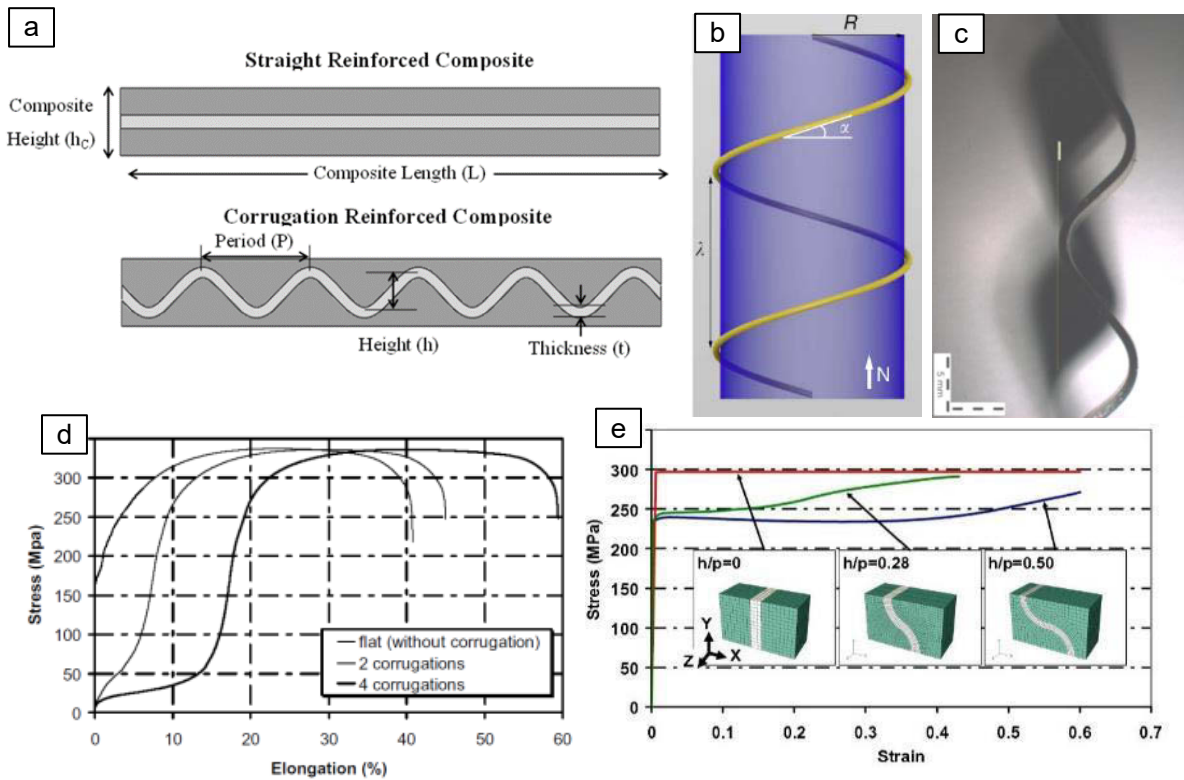 a
Straight Reinforced Composite
Composite
Height (hC)
Composite Length (L)
Corrugation Reinforced Composite
Period (P)
Height (h)
Thickness (t)
b
R
α
λ
N
c
5 mm
d
Stress (Mpa)
300
250
200
150
100
50
0
flat (without corrugation)
2 corrugations
4 corrugations
0 10 20 30 40 50 60
Elongation (%)
e
Stress (MPa)
300
250
200
150
100
50
0
h/p=0
h/p=0.28
h/p=0.50
Y
Z X
0 0.1 0.2 0.3 0.4 0.5 0.6 0.7
Strain